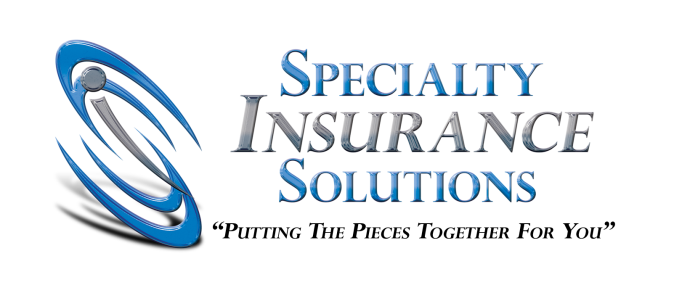 Specialty
Insurance
Solutions
“Putting The Pieces Together For You”